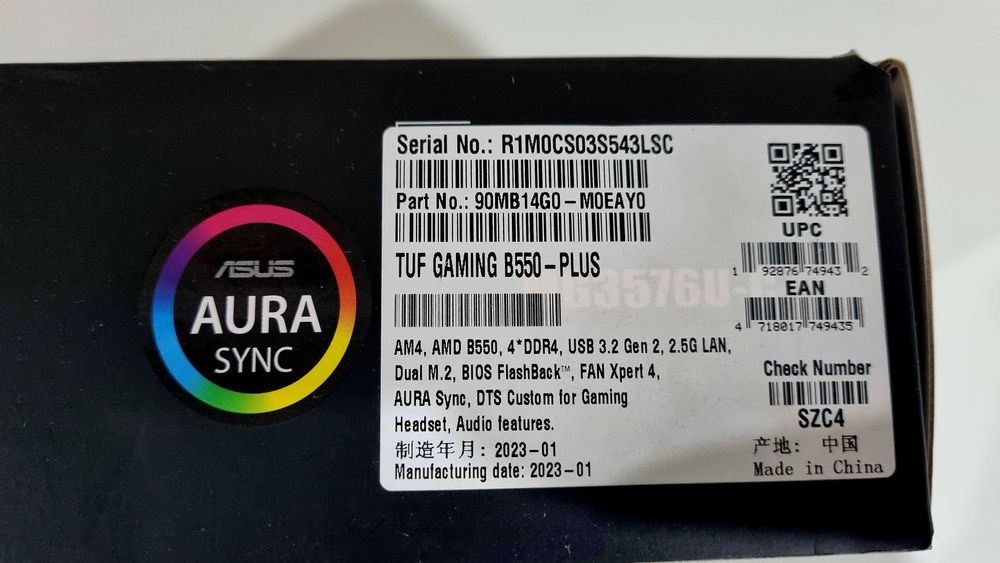 ASUS
AURA
SYNC
Serial No.: R1M0CS03S543LSC
Part No.: 90MB14G0-M0EAY0
TUF GAMING B550-PLUS
AM4, AMD B550, 4*DDR4, USB 3.2 Gen 2, 2.5G LAN,
Dual M.2, BIOS FlashBack™, FAN Xpert 4,
AURA Sync, DTS Custom for Gaming
Headset, Audio features.
制造年月: 2023-01
Manufacturing date: 2023-01
UPC
1 92876 74943 2
EAN
4 718017 749435
Check Number
SZC4
产地: 中国
Made in China